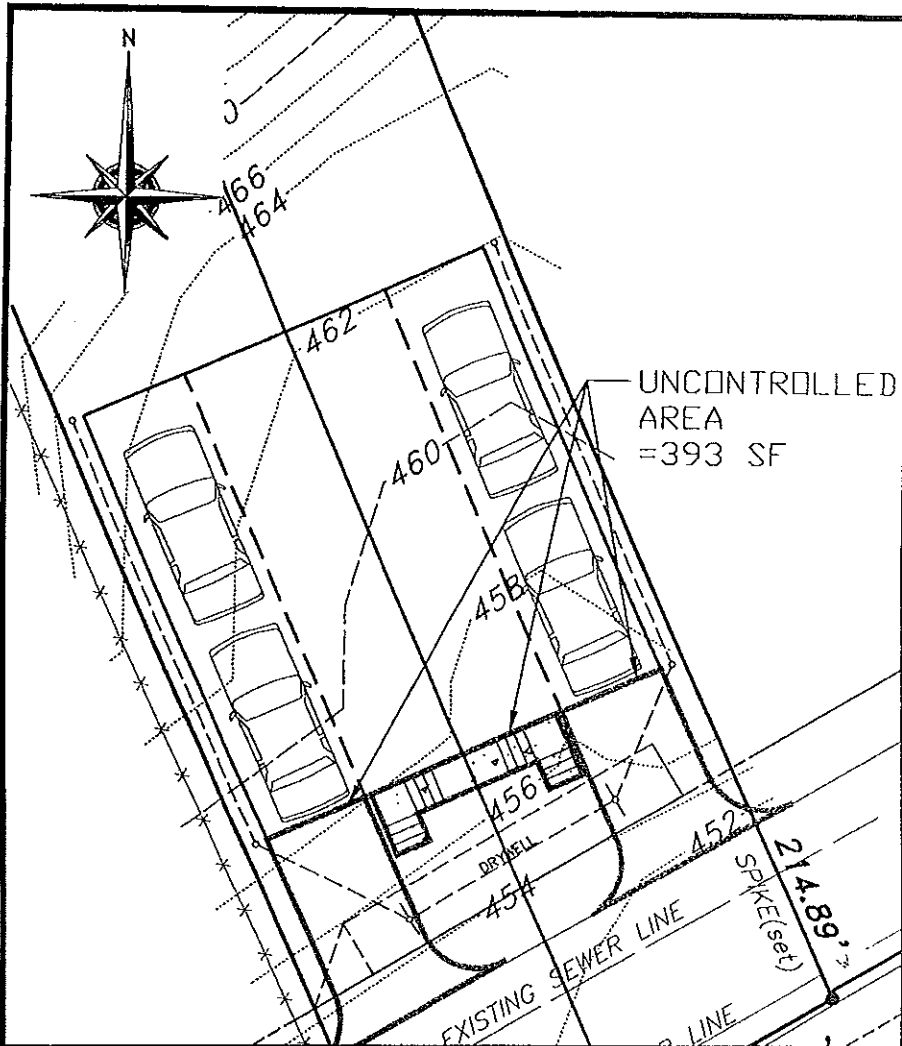 N
466
464
462
UNCONTROLLED
AREA
=393 SF
460
458
456
DRYWELL
454
452
214.89'
SPIKE(set)
EXISTING SEWER LINE
LINE